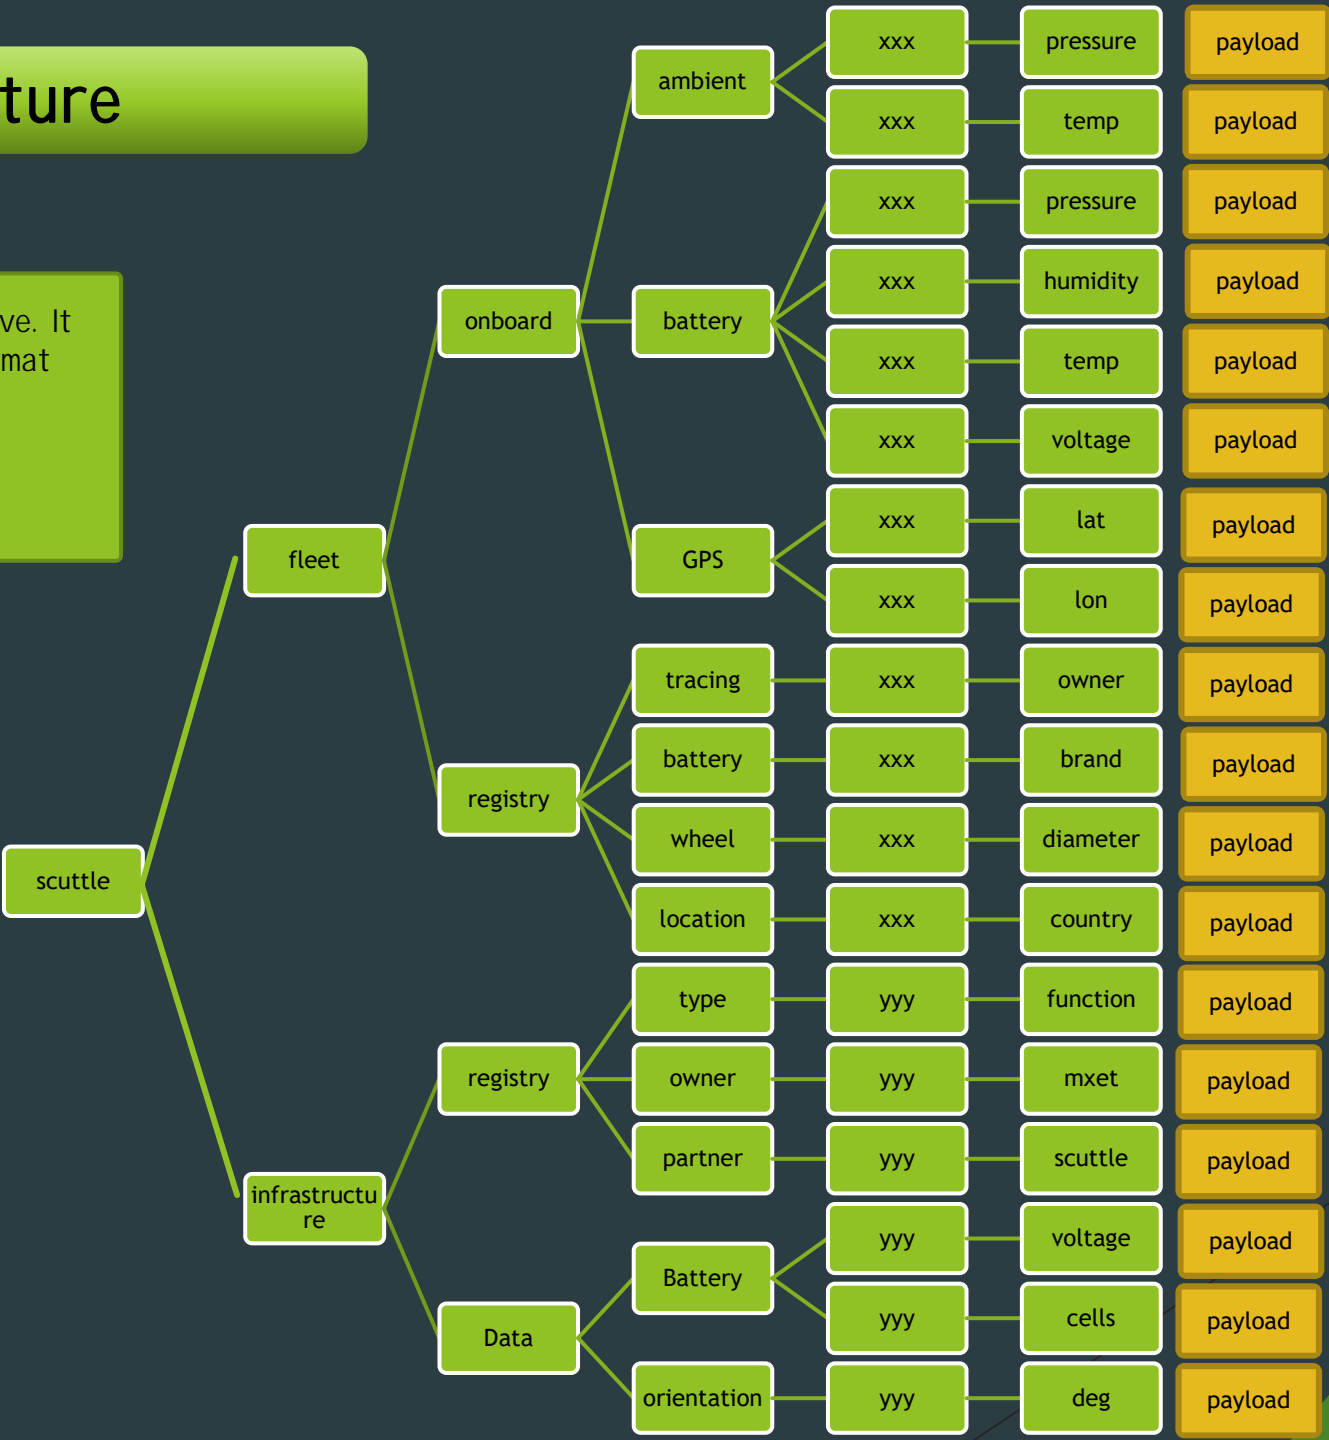 ture
ve. It
mat
xxx
pressure
payload
ambient
xxx
temp
payload
xxx
pressure
payload
xxx
humidity
payload
onboard
battery
xxx
temp
payload
xxx
voltage
payload
xxx
lat
payload
fleet
GPS
xxx
lon
payload
tracing
xxx
owner
payload
battery
xxx
brand
payload
registry
wheel
xxx
diameter
payload
scuttle
location
xxx
country
payload
type
yyy
function
payload
registry
owner
yyy
mxet
payload
partner
yyy
scuttle
payload
infrastructu
re
yyy
voltage
payload
Battery
yyy
cells
payload
Data
orientation
yyy
deg
payload